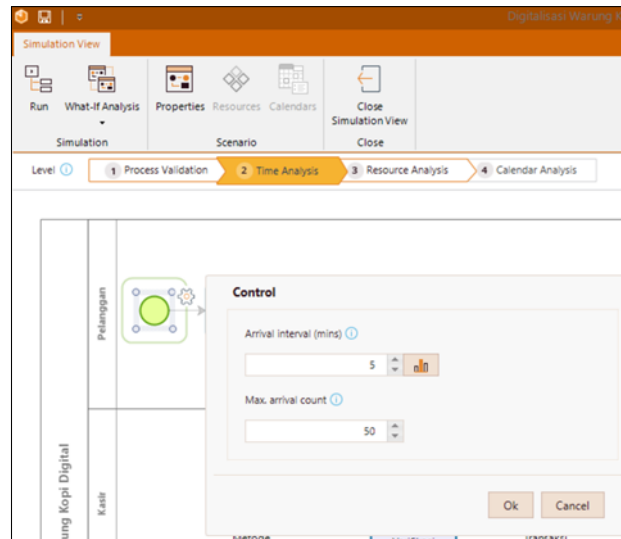 Digitalisasi Warung K
Simulation View
Run What-If Analysis Properties Resources Calendars Close Simulation View
Simulation Scenario Close
Level 1 Process Validation 2 Time Analysis 3 Resource Analysis 4 Calendar Analysis
Pelanggan
Control
Arrival interval (mins)
5
Max. arrival count
50
ung Kopi Digital
Kasir
Ok Cancel
Metode Transaksi